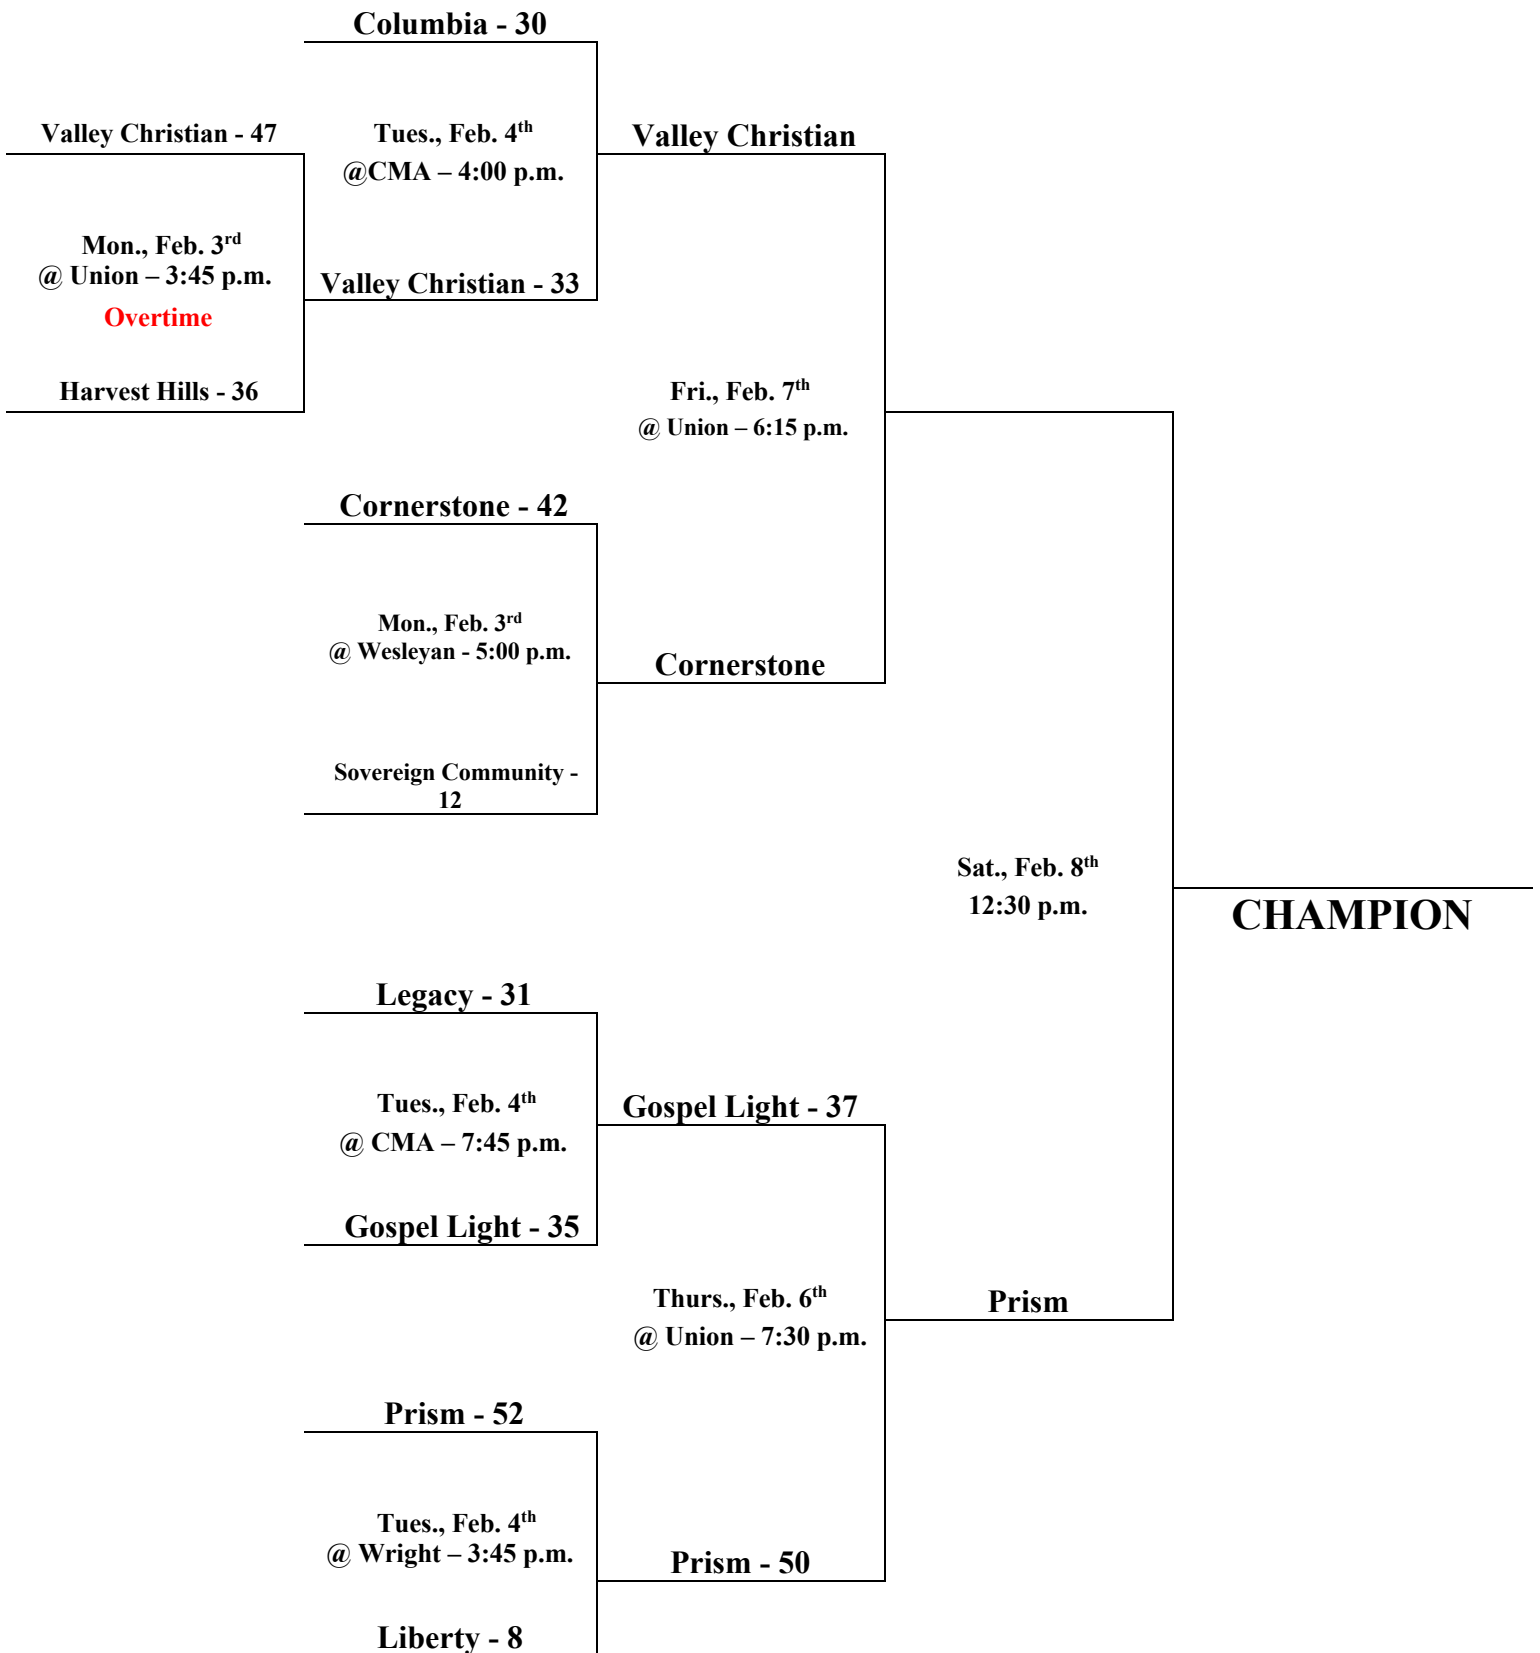 Columbia - 30
Valley Christian - 47
Tues., Feb. 4th
@CMA – 4:00 p.m.
Valley Christian
Mon., Feb. 3rd
@ Union – 3:45 p.m.
Overtime
Valley Christian - 33
Harvest Hills - 36
Fri., Feb. 7th
@ Union – 6:15 p.m.
Cornerstone - 42
Mon., Feb. 3rd
@ Wesleyan - 5:00 p.m.
Cornerstone
Sovereign Community -
12
Sat., Feb. 8th
12:30 p.m.
CHAMPION
Legacy - 31
Tues., Feb. 4th
@ CMA – 7:45 p.m.
Gospel Light - 37
Gospel Light - 35
Thurs., Feb. 6th
@ Union – 7:30 p.m.
Prism
Prism - 52
Tues., Feb. 4th
@ Wright – 3:45 p.m.
Prism - 50
Liberty - 8